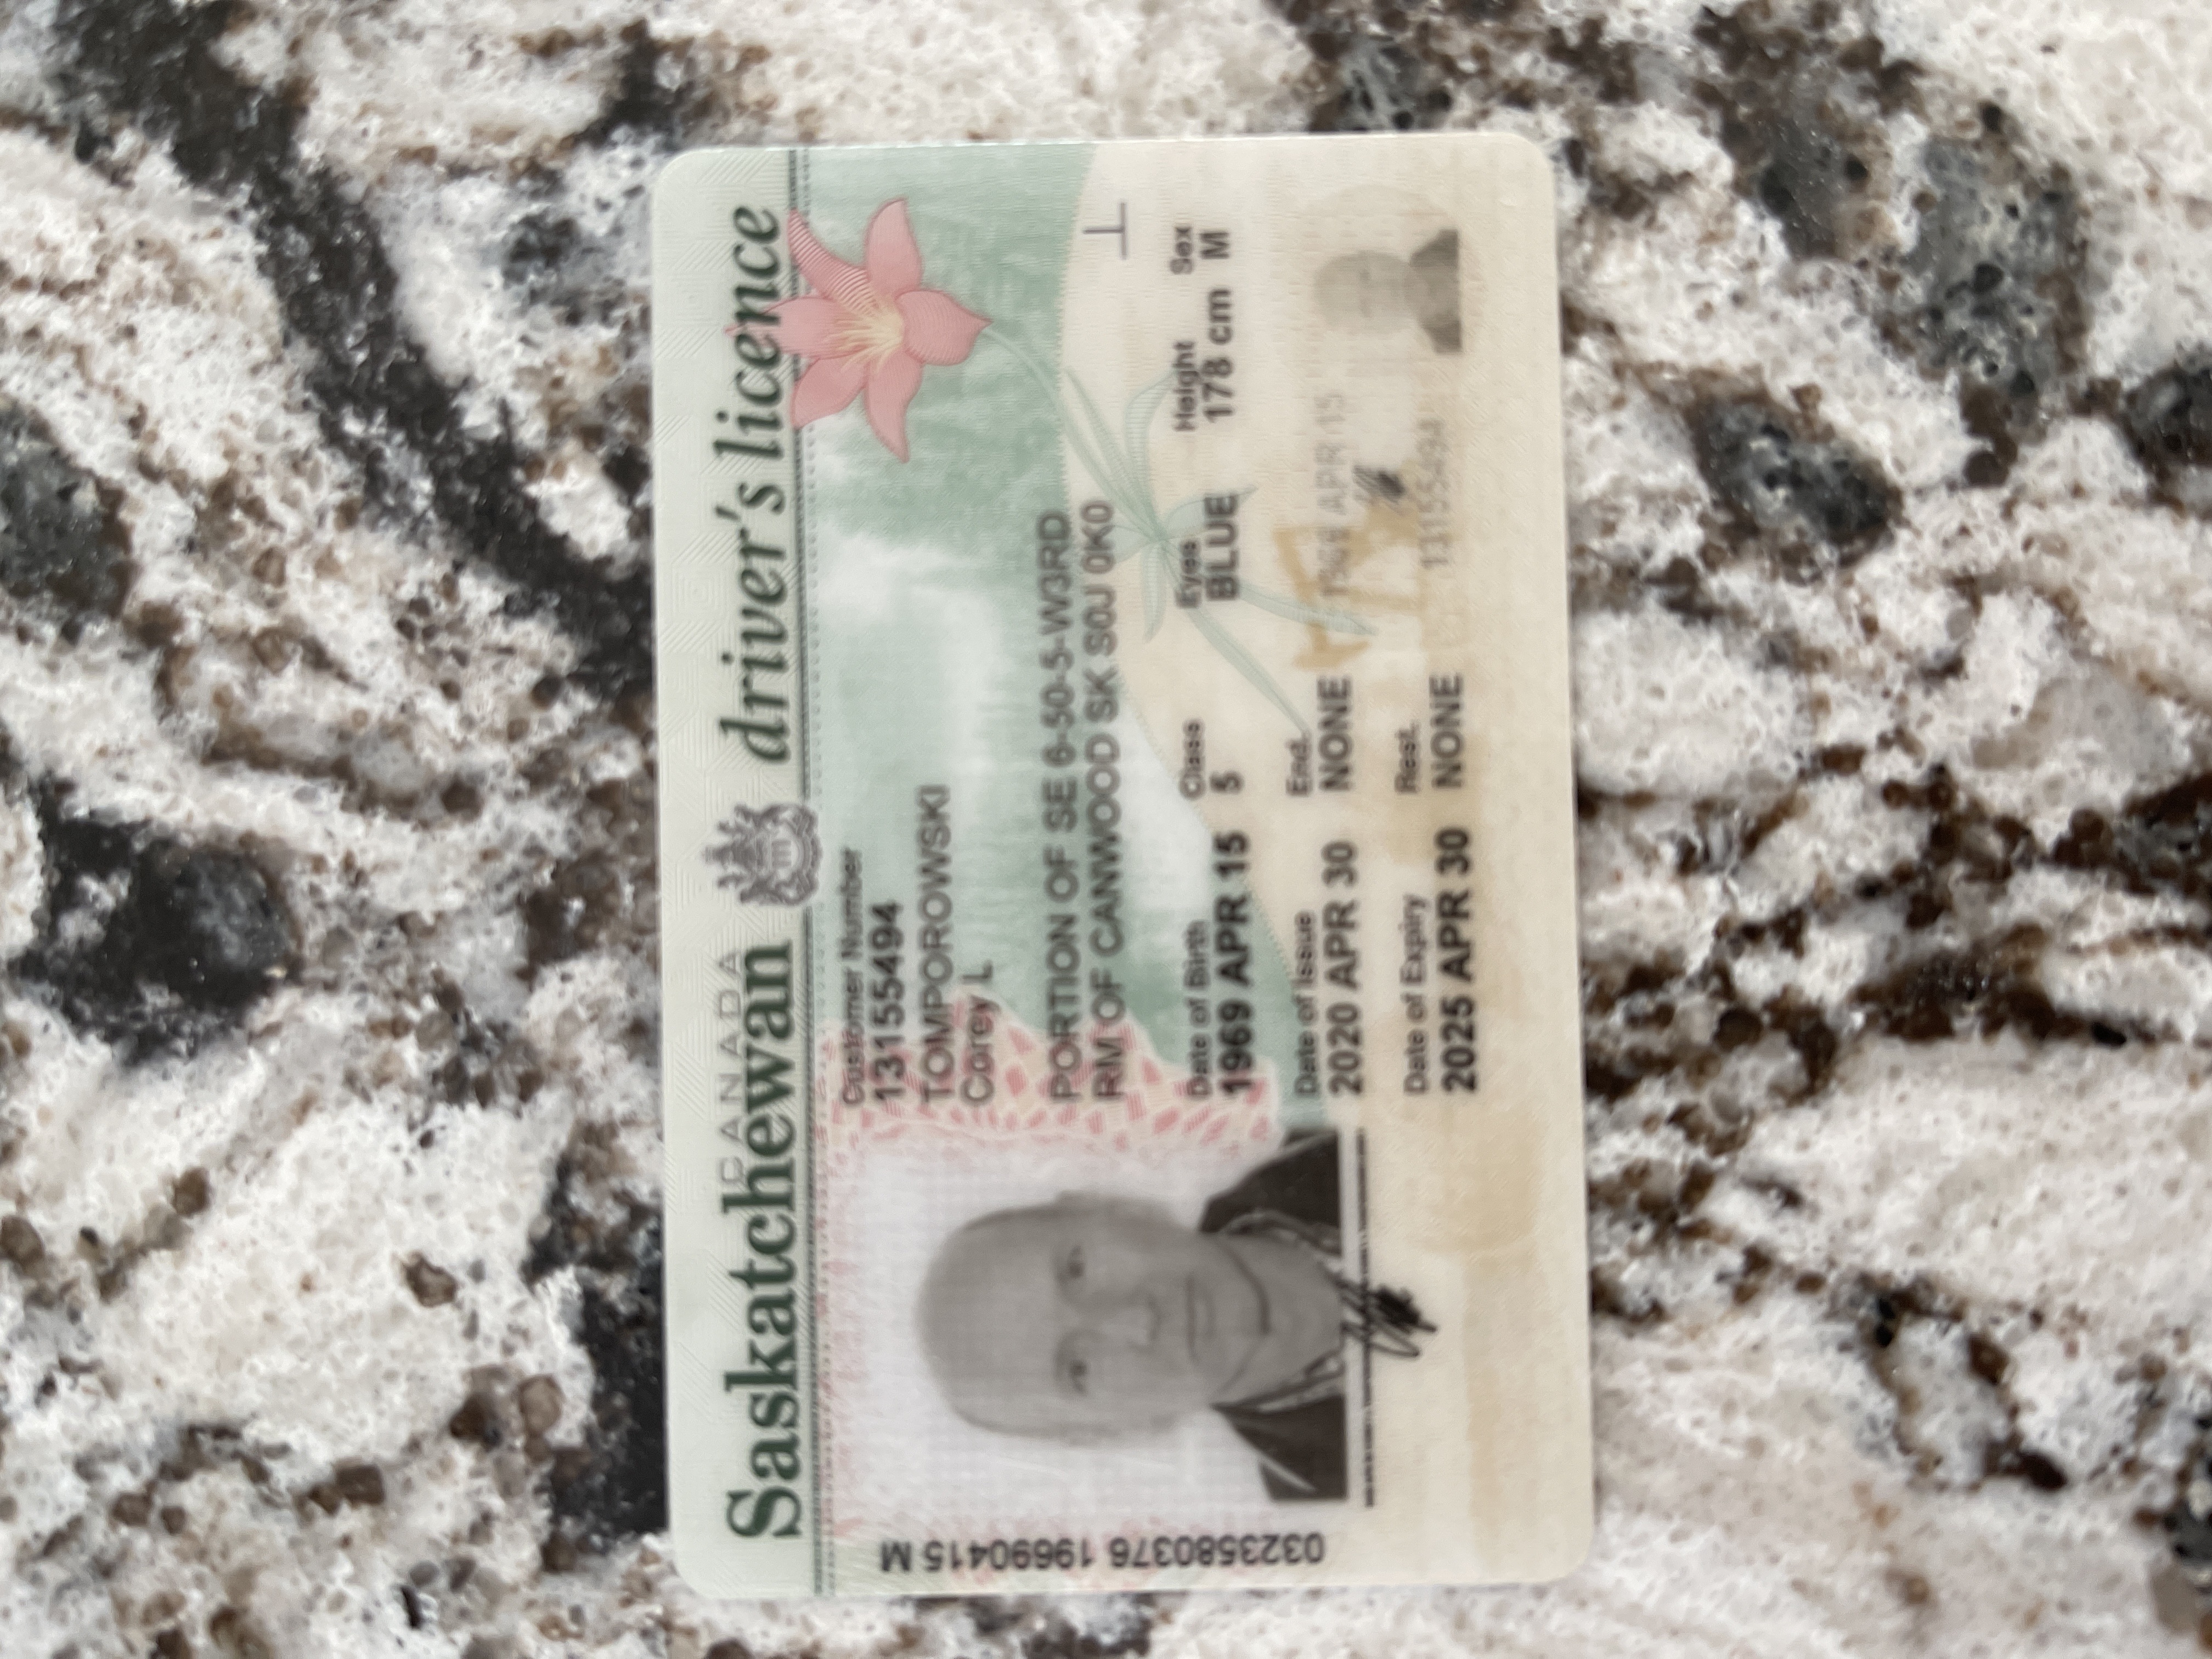 CANADA
Saskatchewan driver's licence
Customer Number
13155494
TOMPOROWSKI
Corey L
PORTION OF SE 6-50-5-W3RD
RM OF CANWOOD SK S0J 0K0
Date of Birth Class Eyes Height Sex
1969 APR 15 5 BLUE 178 cm M
Date of Issue End.
2020 APR 30 NONE
1969 APR 15
Date of Expiry Rest.
2025 APR 30 NONE
13155494
0323580376 19690415 M